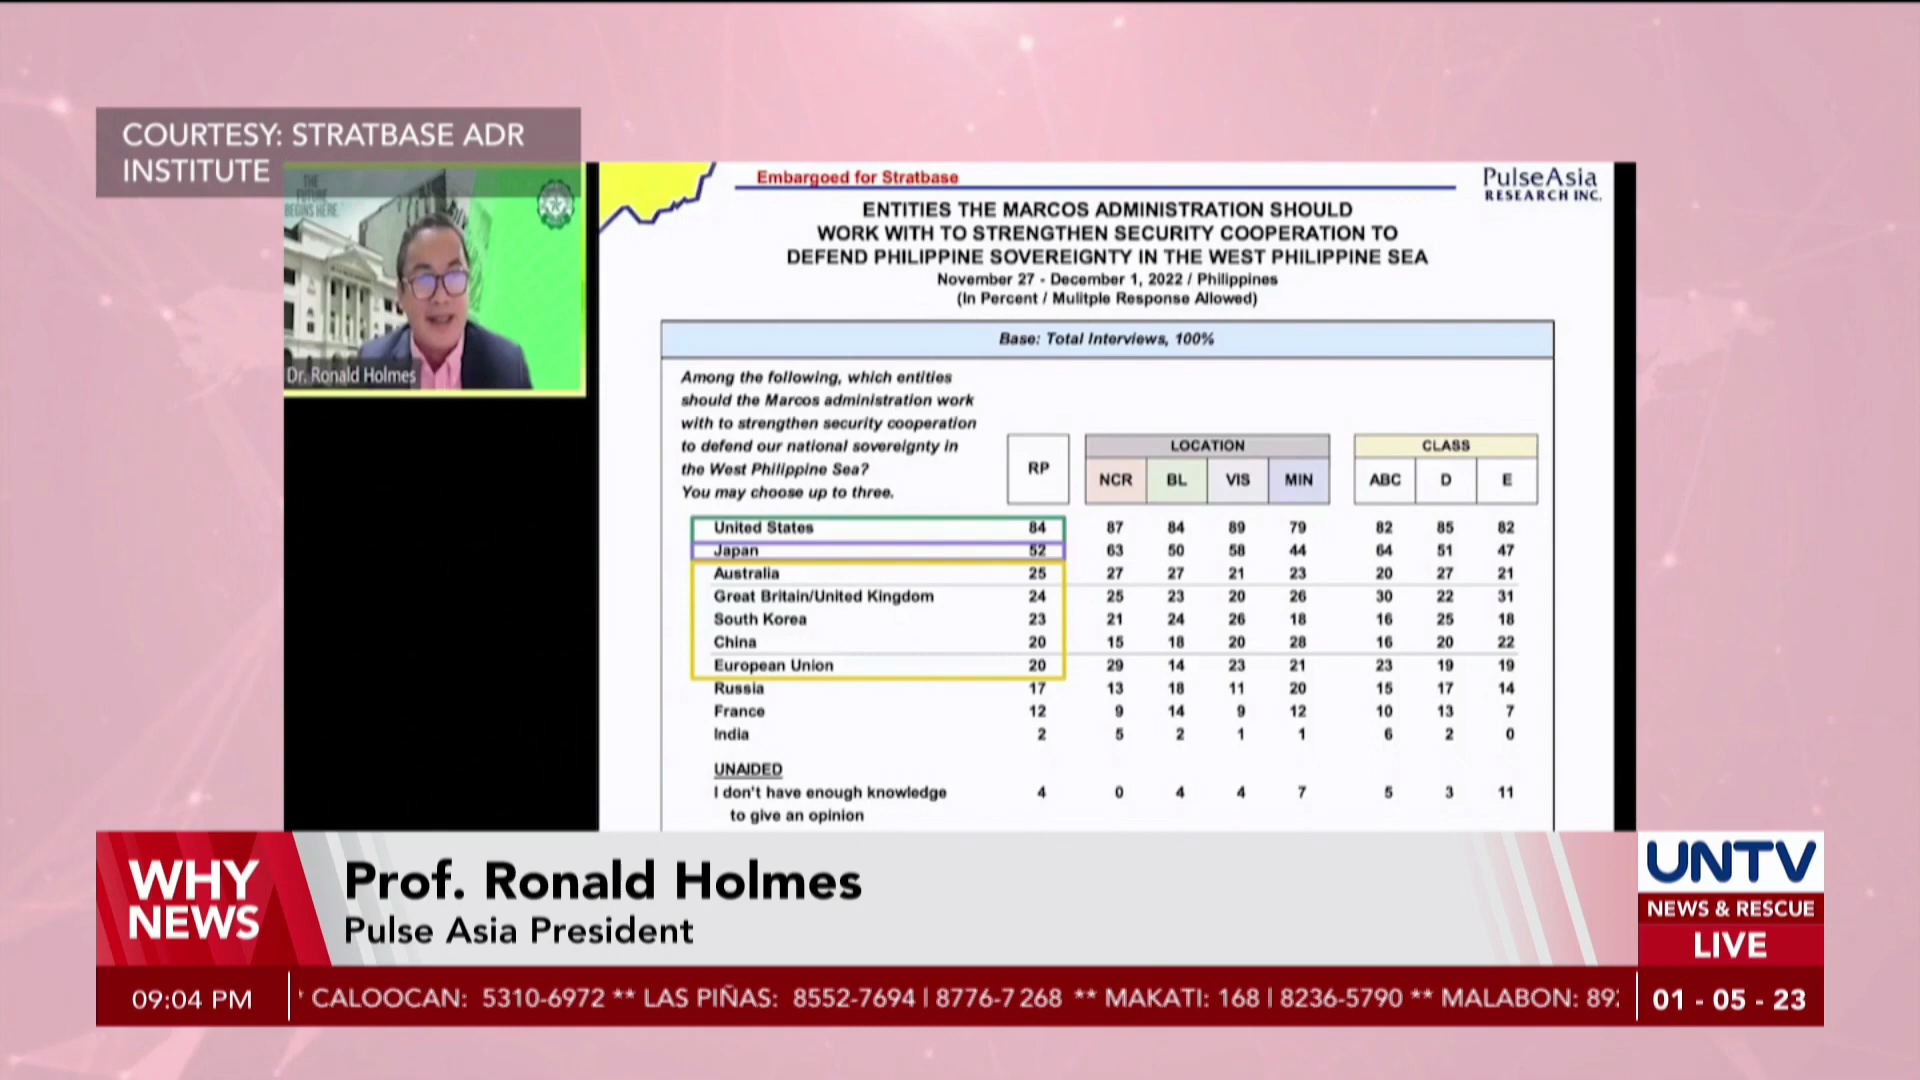 COURTESY: STRATBASE ADR
INSTITUTE
THE
FUTURE
BEGINS HERE.
Dr. Ronald Holmes
Embargoed for Stratbase
PulseAsia
RESEARCH INC.
ENTITIES THE MARCOS ADMINISTRATION SHOULD
WORK WITH TO STRENGTHEN SECURITY COOPERATION TO
DEFEND PHILIPPINE SOVEREIGNTY IN THE WEST PHILIPPINE SEA
November 27 - December 1, 2022 / Philippines
(In Percent / Mulitple Response Allowed)
Base: Total Interviews, 100%
Among the following, which entities
should the Marcos administration work
with to strengthen security cooperation
to defend our national sovereignty in
the West Philippine Sea?
You may choose up to three.
RP LOCATION CLASS
NCR BL VIS MIN ABC D E
United States 84 87 84 89 79 82 85 82
Japan 52 63 50 58 44 64 51 47
Australia 25 27 27 21 23 20 27 21
Great Britain/United Kingdom 24 25 23 20 26 30 22 31
South Korea 23 21 24 26 18 16 25 18
China 20 15 18 20 28 16 20 22
European Union 20 29 14 23 21 23 19 19
Russia 17 13 18 11 20 15 17 14
France 12 9 14 9 12 10 13 7
India 2 5 2 1 1 6 2 0
UNAIDED
I don't have enough knowledge 4 0 4 4 7 5 3 11
to give an opinion
WHY
NEWS
Prof. Ronald Holmes
Pulse Asia President
UNTV
NEWS & RESCUE
LIVE
09:04 PM
* CALOOCAN: 5310-6972 ** LAS PIÑAS: 8552-7694 | 8776-7268 ** MAKATI: 168 | 8236-5790 ** MALABON:
01 - 05 - 23